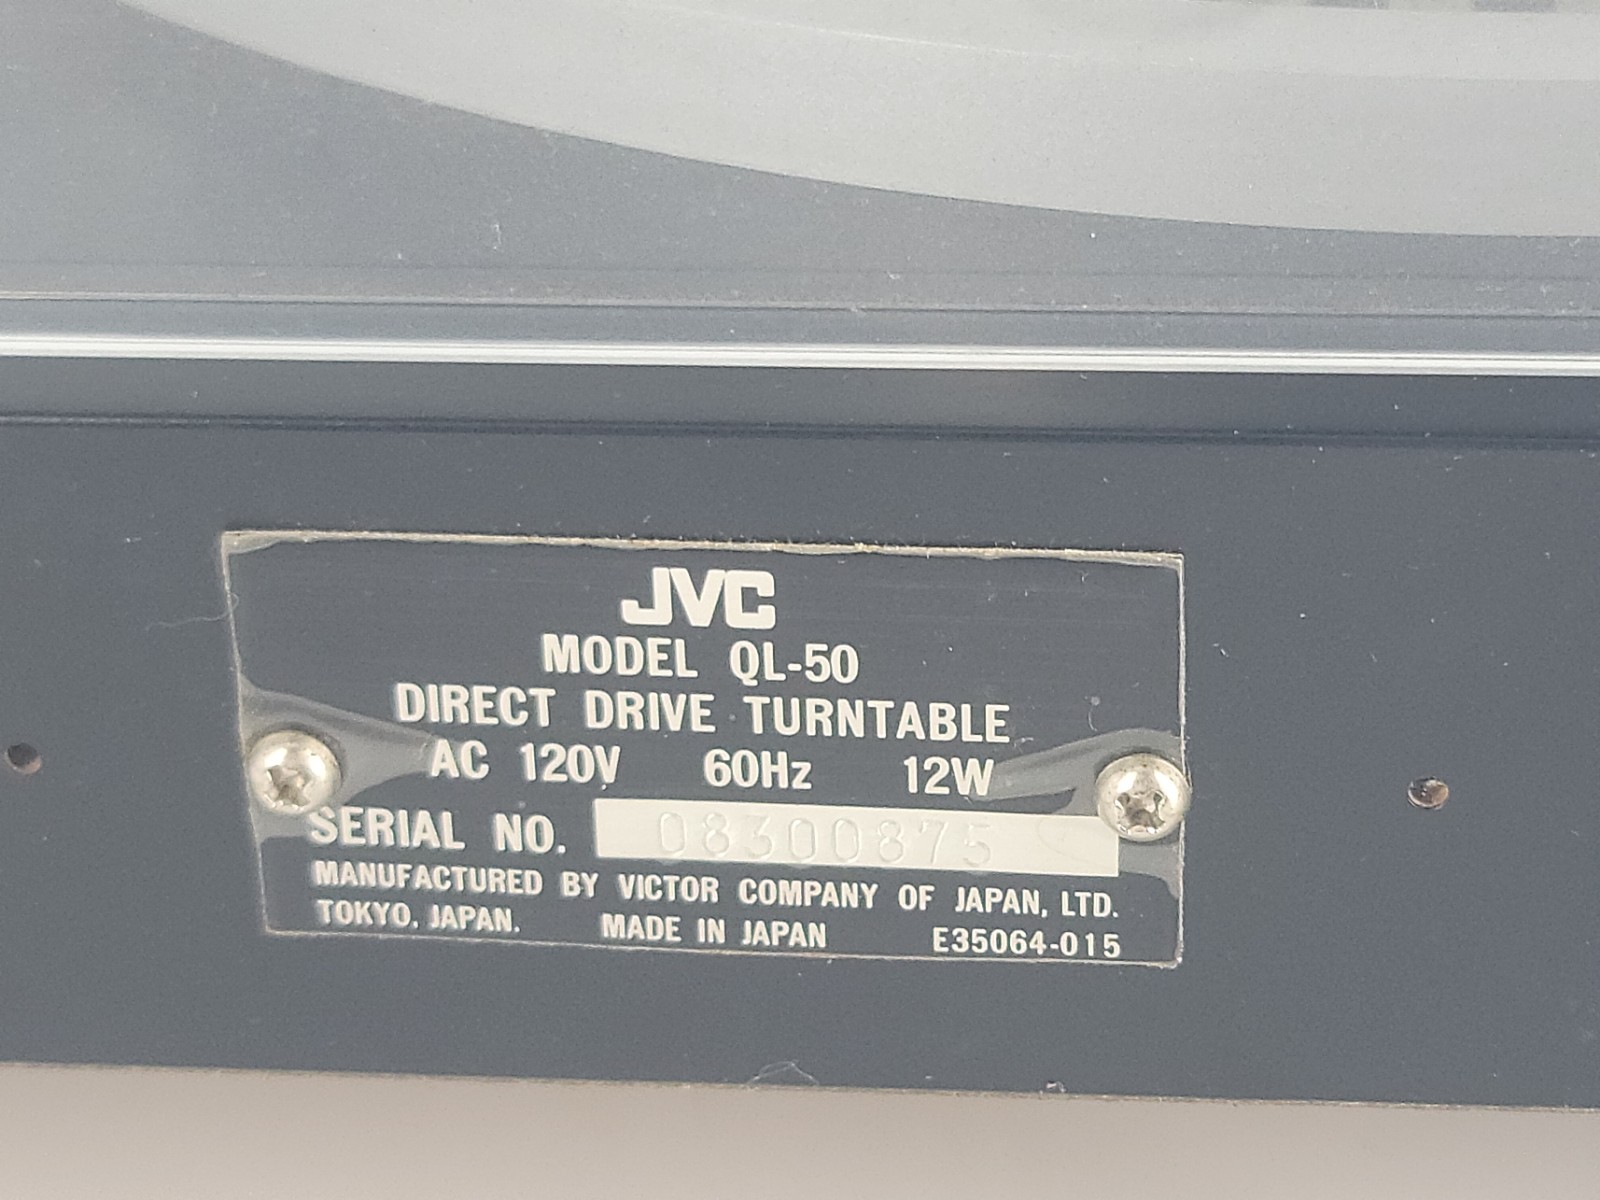 JVC
MODEL QL-50
DIRECT DRIVE TURNTABLE
AC 120V 60Hz 12W
SERIAL NO. 08300875
MANUFACTURED BY VICTOR COMPANY OF JAPAN, LTD.
TOKYO, JAPAN. MADE IN JAPAN E35064-015